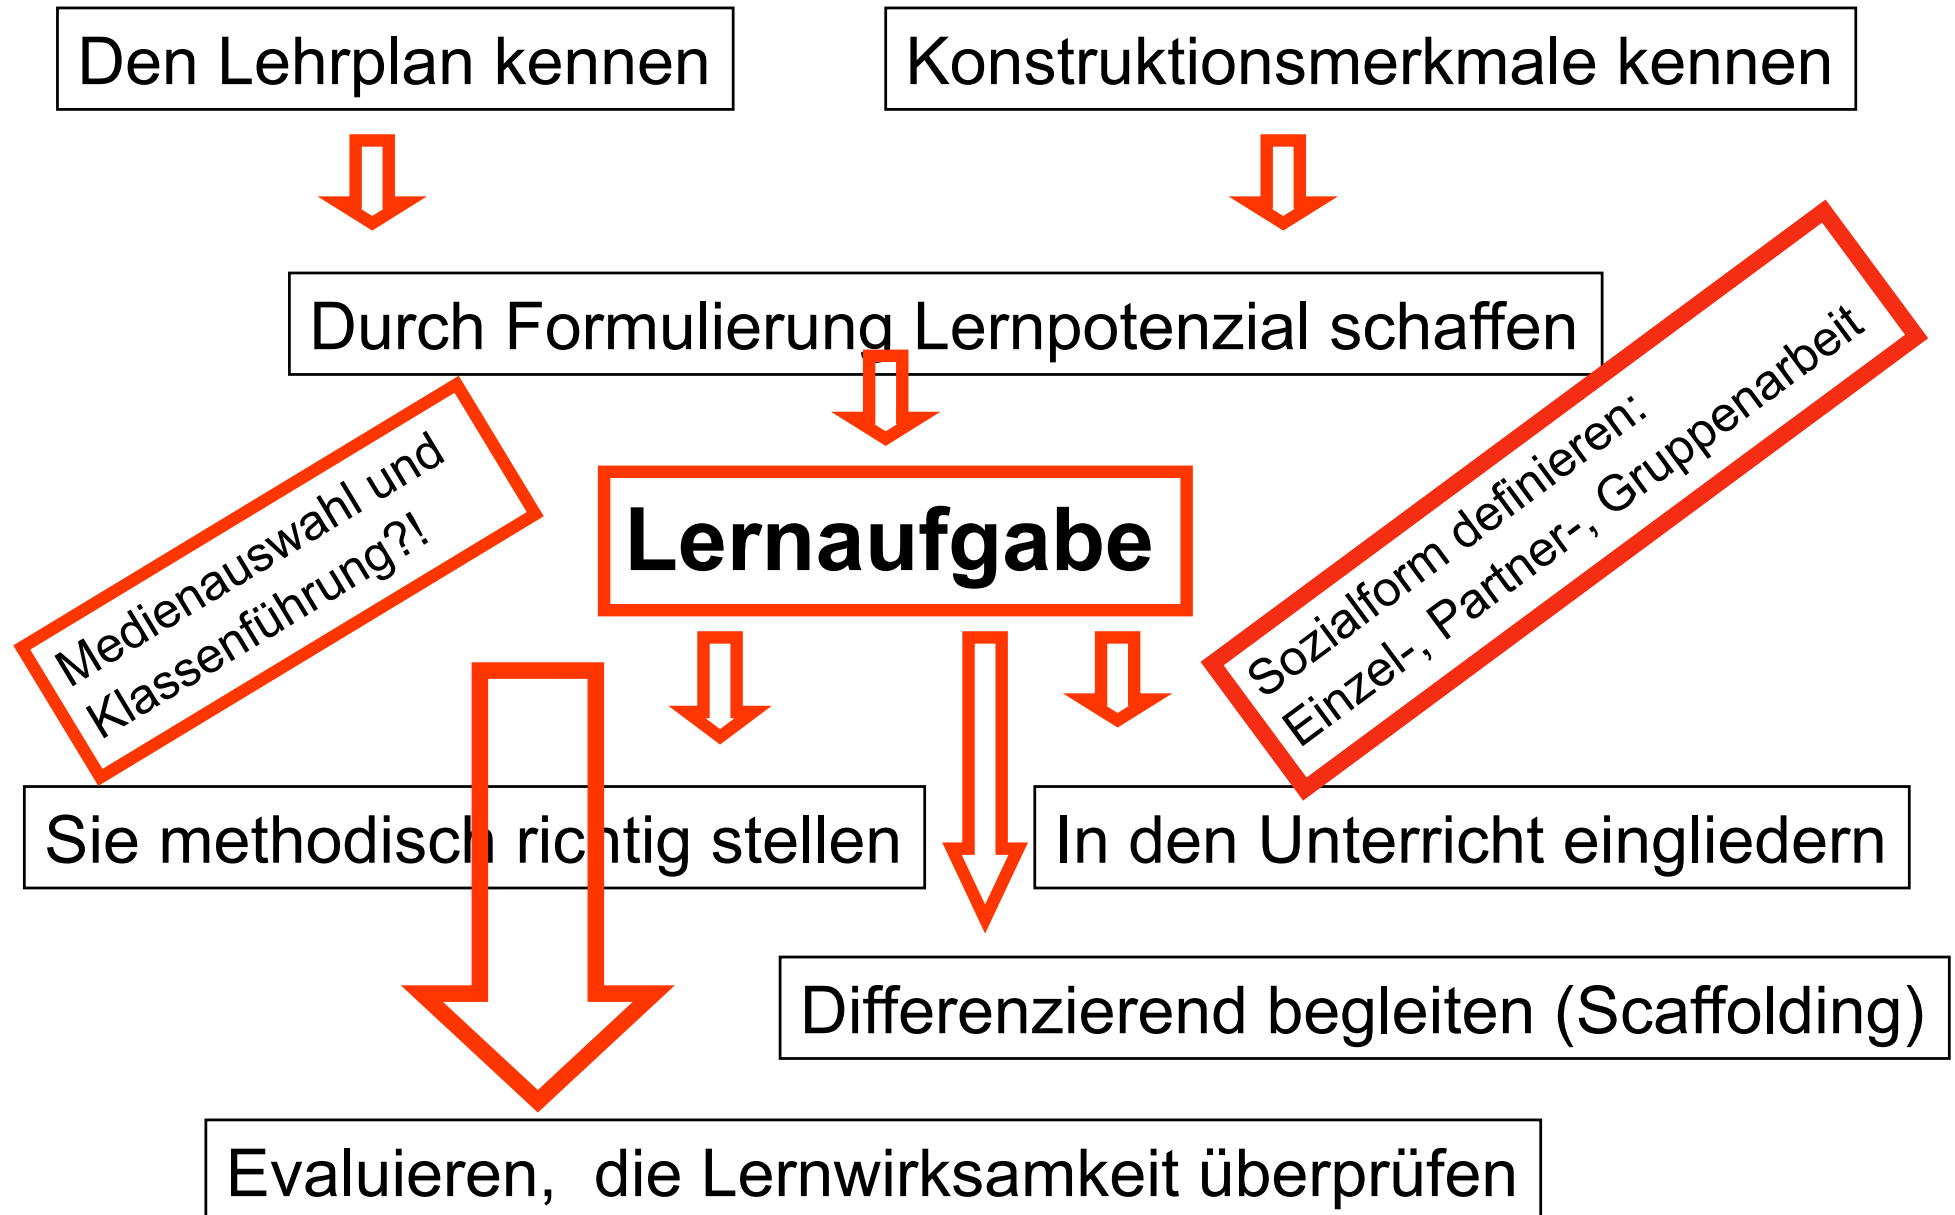 Den Lehrplan kennen
Konstruktionsmerkmale kennen
Durch Formulierung Lernpotenzial schaffen
Medienauswahl und
Klassenführung?!
Lernaufgabe
Sozialform definieren:
Einzel-, Partner-, Gruppenarbeit
Sie methodisch richtig stellen
In den Unterricht eingliedern
Differenzierend begleiten (Scaffolding)
Evaluieren,  die Lernwirksamkeit überprüfen